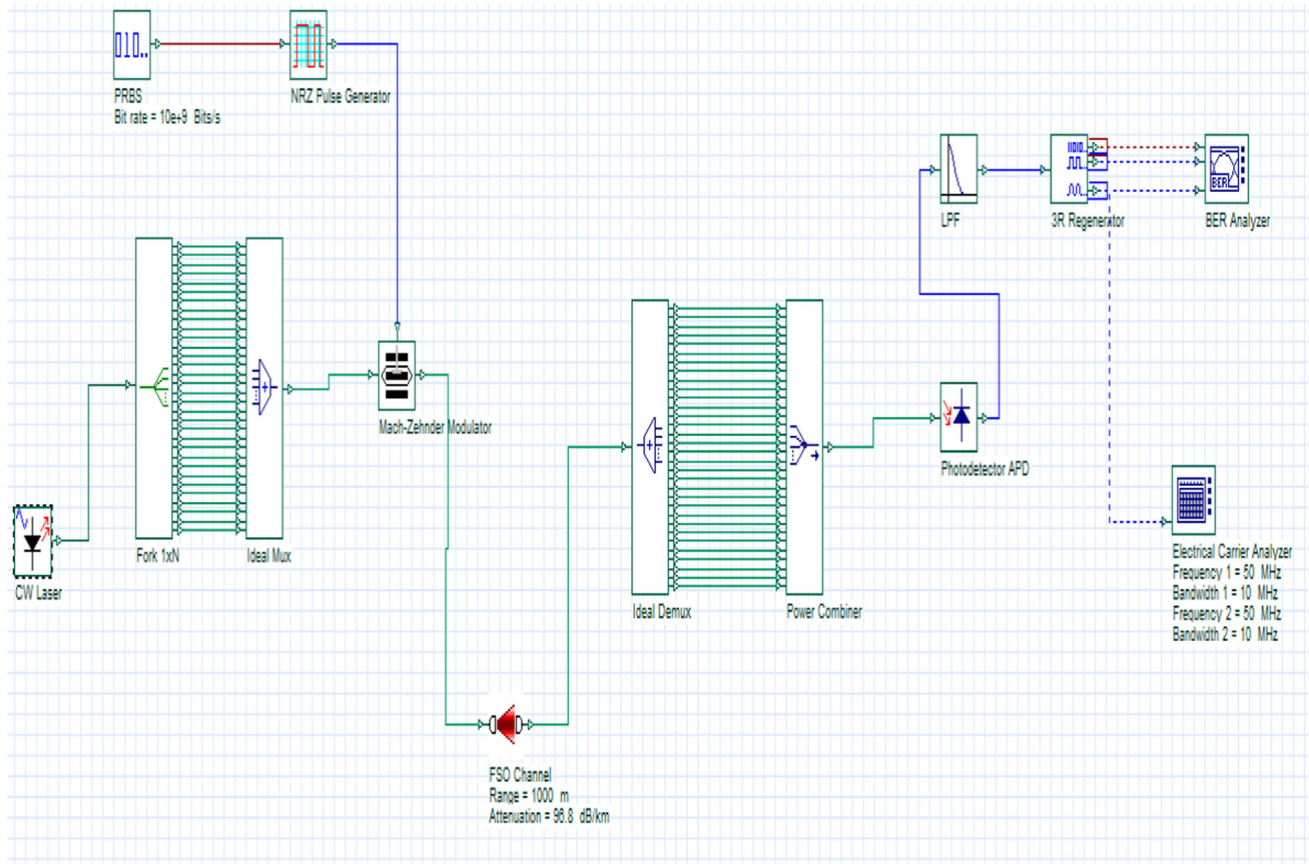 PRBS
Bit rate = 10e+9 Bits/s
NRZ Pulse Generator
LPF
3R Regenerator
BER
BER Analyzer
Fork 1xN
Ideal Mux
Mach-Zehnder Modulator
CW Laser
Ideal Demux
Power Combiner
Photodetector APD
Electrical Carrier Analyzer
Frequency 1 = 50 MHz
Bandwidth 1 = 10 MHz
Frequency 2 = 50 MHz
Bandwidth 2 = 10 MHz
FSO Channel
Range = 1000 m
Attenuation = 96.8 dB/km